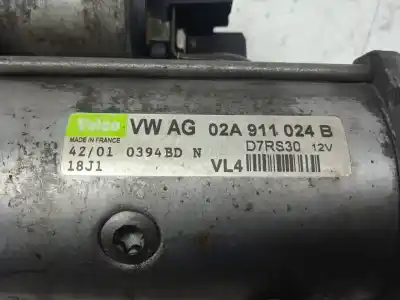 Valeo VW AG 02A 911 024 B
MADE IN FRANCE D7RS30 12V
42/01 0394BD N
18J1 VL4